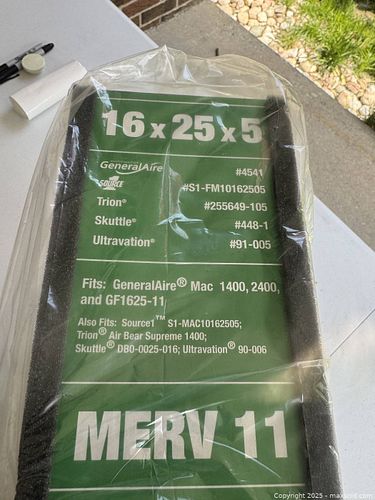 16 x 25 x 5
GeneralAire #4541
SOURCE 1 #S1-FM10162505
Trion® #255649-105
Skuttle® #448-1
Ultravation® #91-005
Fits: GeneralAire® Mac 1400, 2400,
and GF1625-11
Also Fits: Source1™ S1-MAC10162505;
Trion® Air Bear Supreme 1400;
Skuttle® DB0-0025-016; Ultravation® 90-006
MERV 11